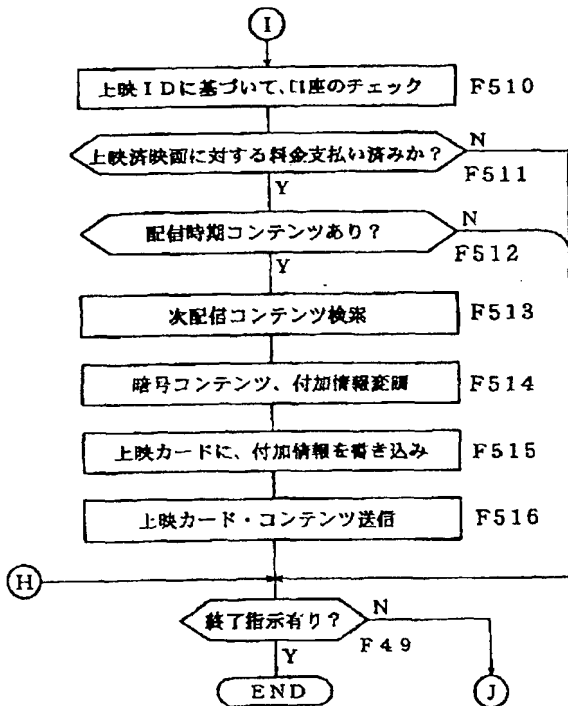 I
上映IDに基づいて、口座のチェック F510
上映済映画に対する料金支払い済みか? N
F511
Y
配信時期コンテンツあり? N
F512
Y
次配信コンテンツ検索 F513
暗号コンテンツ、付加情報変調 F514
上映カードに、付加情報を書き込み F515
上映カード・コンテンツ送信 F516
H
終了指示有り? N
F49
Y
END
J